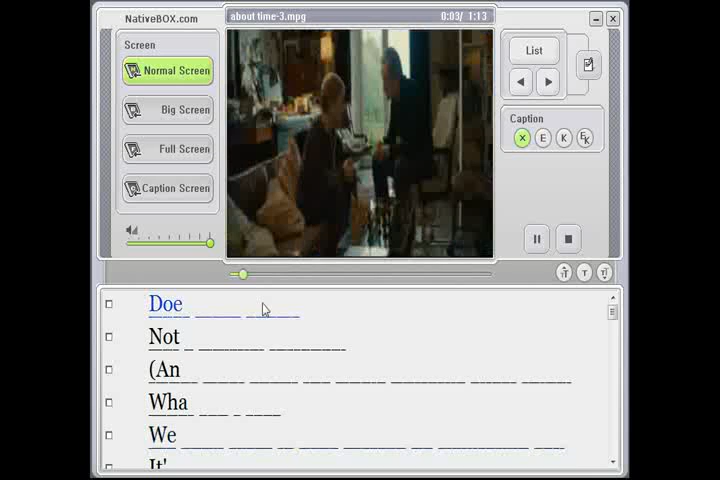 NativeBOX.com
about time-3.mpg 0:03/ 1:13
Screen
Normal Screen
Big Screen
Full Screen
Caption Screen
List
Caption
X E K EK
T T T
Doe
Not
(An
Wha
We
It'